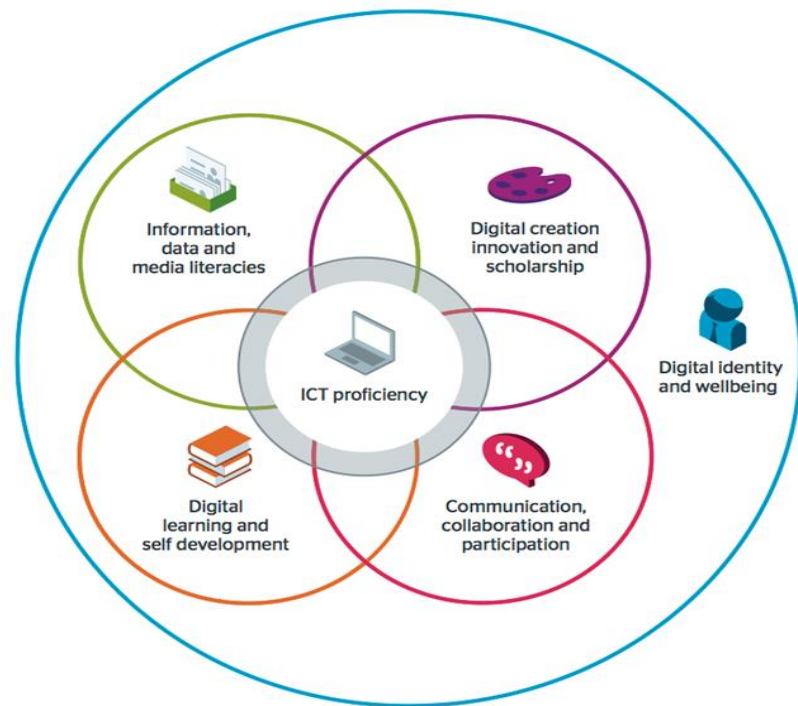 Information,
data and
media literacies
Digital creation
innovation and
scholarship
Digital identity
and wellbeing
ICT proficiency
Digital
learning and
self development
Communication,
collaboration and
participation